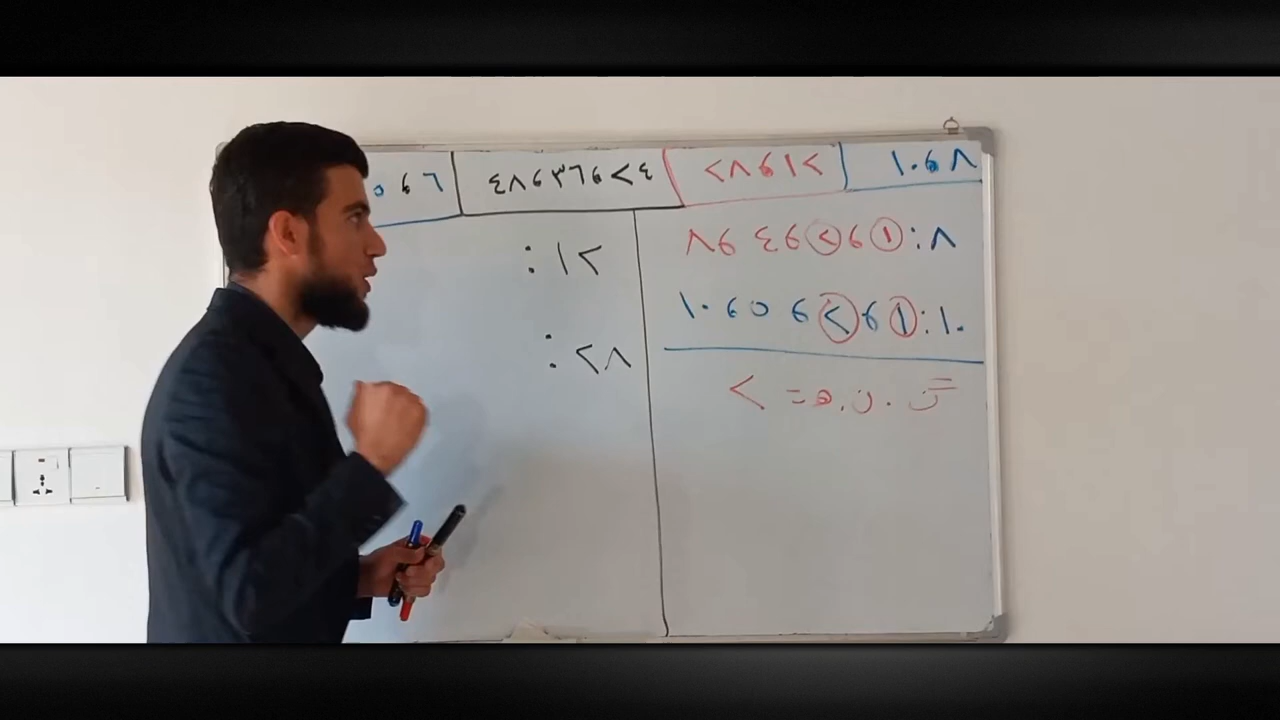 ٨ و ١٠
١٢ و ٢٨
٢٤ و ٣٦ و ٤٨
٦ و ٥
٨: ١ و ٢ و ٤ و ٨
١٠: ١ و ٢ و ٥ و ١٠
= ٢
١٢:
٢٨: